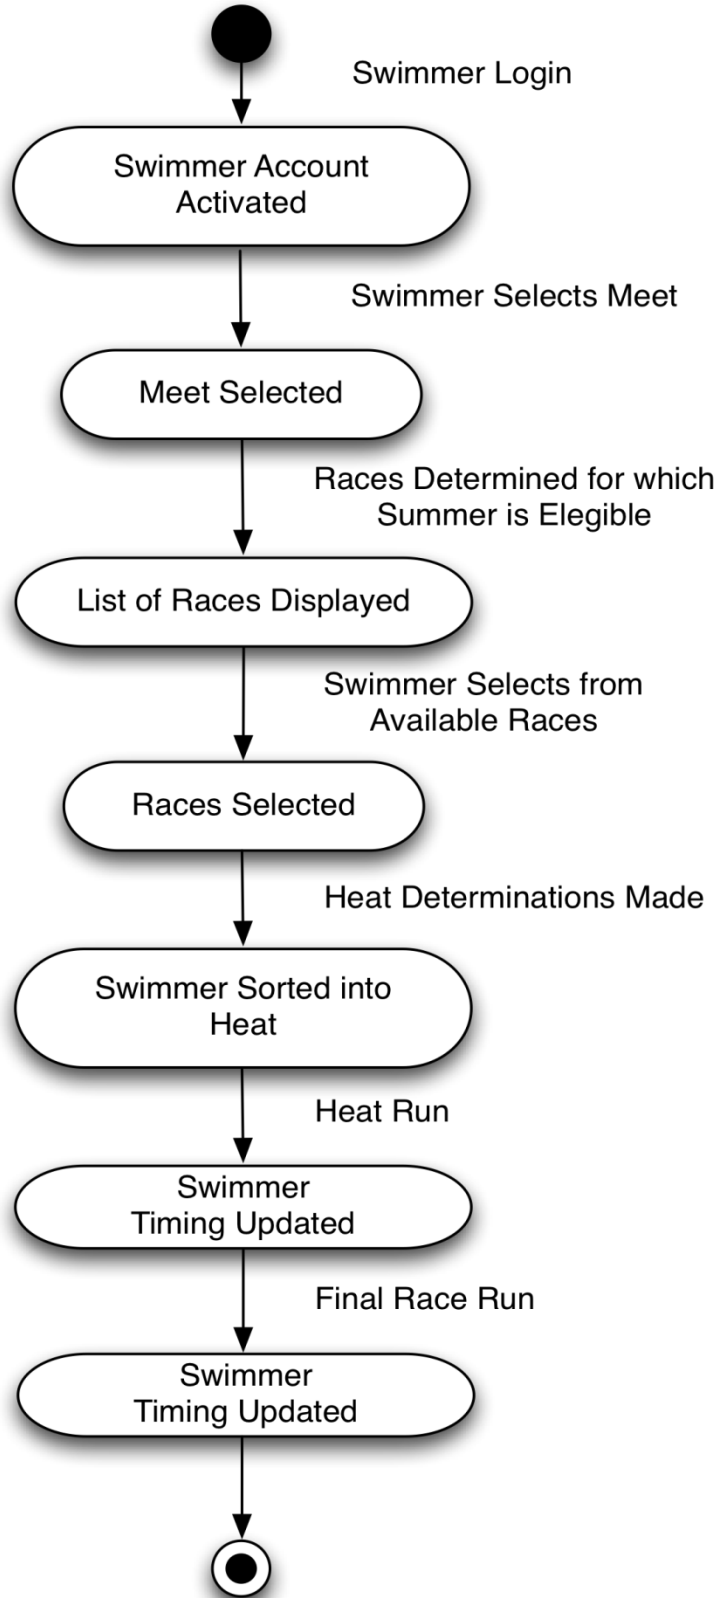 Swimmer Login
Swimmer Account
Activated
Swimmer Selects Meet
Meet Selected
Races Determined for which
Summer is Elegible
List of Races Displayed
Swimmer Selects from
Available Races
Races Selected
Heat Determinations Made
Swimmer Sorted into
Heat
Heat Run
Swimmer
Timing Updated
Final Race Run
Swimmer
Timing Updated